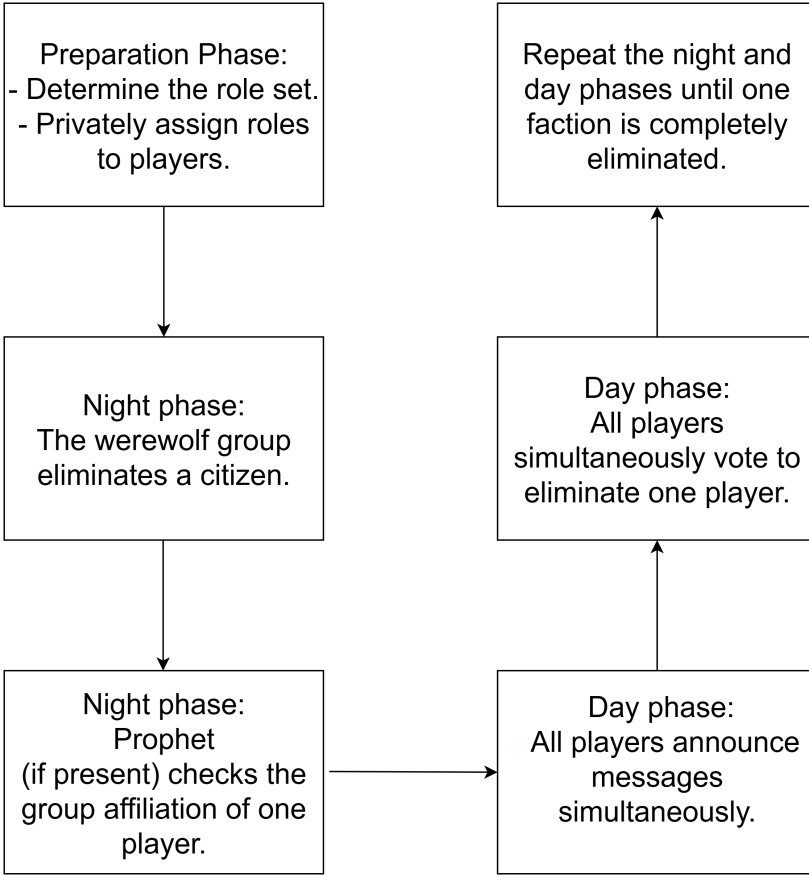 Preparation Phase:
- Determine the role set.
- Privately assign roles
to players.
Night phase:
The werewolf group
eliminates a citizen.
Night phase:
Prophet
(if present) checks the
group affiliation of one
player.
Day phase:
All players announce
messages
simultaneously.
Day phase:
All players
simultaneously vote to
eliminate one player.
Repeat the night and
day phases until one
faction is completely
eliminated.